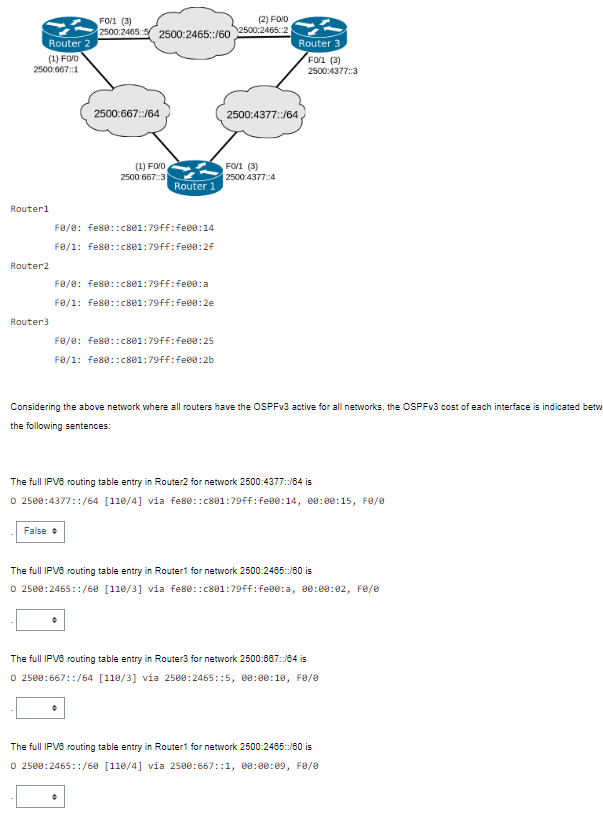 F0/1 (3)
2500:2465::5
2500:2465::/60
(2) F0/0
2500:2465::2
Router 2
Router 3
(1) F0/0
2500:667::1
F0/1 (3)
2500:4377::3
2500:667::/64
2500:4377::/64
(1) F0/0
2500:667::3
F0/1 (3)
2500:4377::4
Router 1
Router1
F0/0: fe80::c801:79ff:fe00:14
F0/1: fe80::c801:79ff:fe00:2f
Router2
F0/0: fe80::c801:79ff:fe00:a
F0/1: fe80::c801:79ff:fe00:2e
Router3
F0/0: fe80::c801:79ff:fe00:25
F0/1: fe80::c801:79ff:fe00:2b
Considering the above network where all routers have the OSPFv3 active for all networks, the OSPFv3 cost of each interface is indicated betw
the following sentences:
The full IPV6 routing table entry in Router2 for network 2500:4377::/64 is
O 2500:4377::/64 [110/4] via fe80::c801:79ff:fe00:14, 00:00:15, F0/0
. False
The full IPV6 routing table entry in Router1 for network 2500:2465::/60 is
O 2500:2465::/60 [110/3] via fe80::c801:79ff:fe00:a, 00:00:02, F0/0
.
The full IPV6 routing table entry in Router3 for network 2500:667::/64 is
O 2500:667::/64 [110/3] via 2500:2465::5, 00:00:10, F0/0
.
The full IPV6 routing table entry in Router1 for network 2500:2465::/60 is
O 2500:2465::/60 [110/4] via 2500:667::1, 00:00:09, F0/0
.